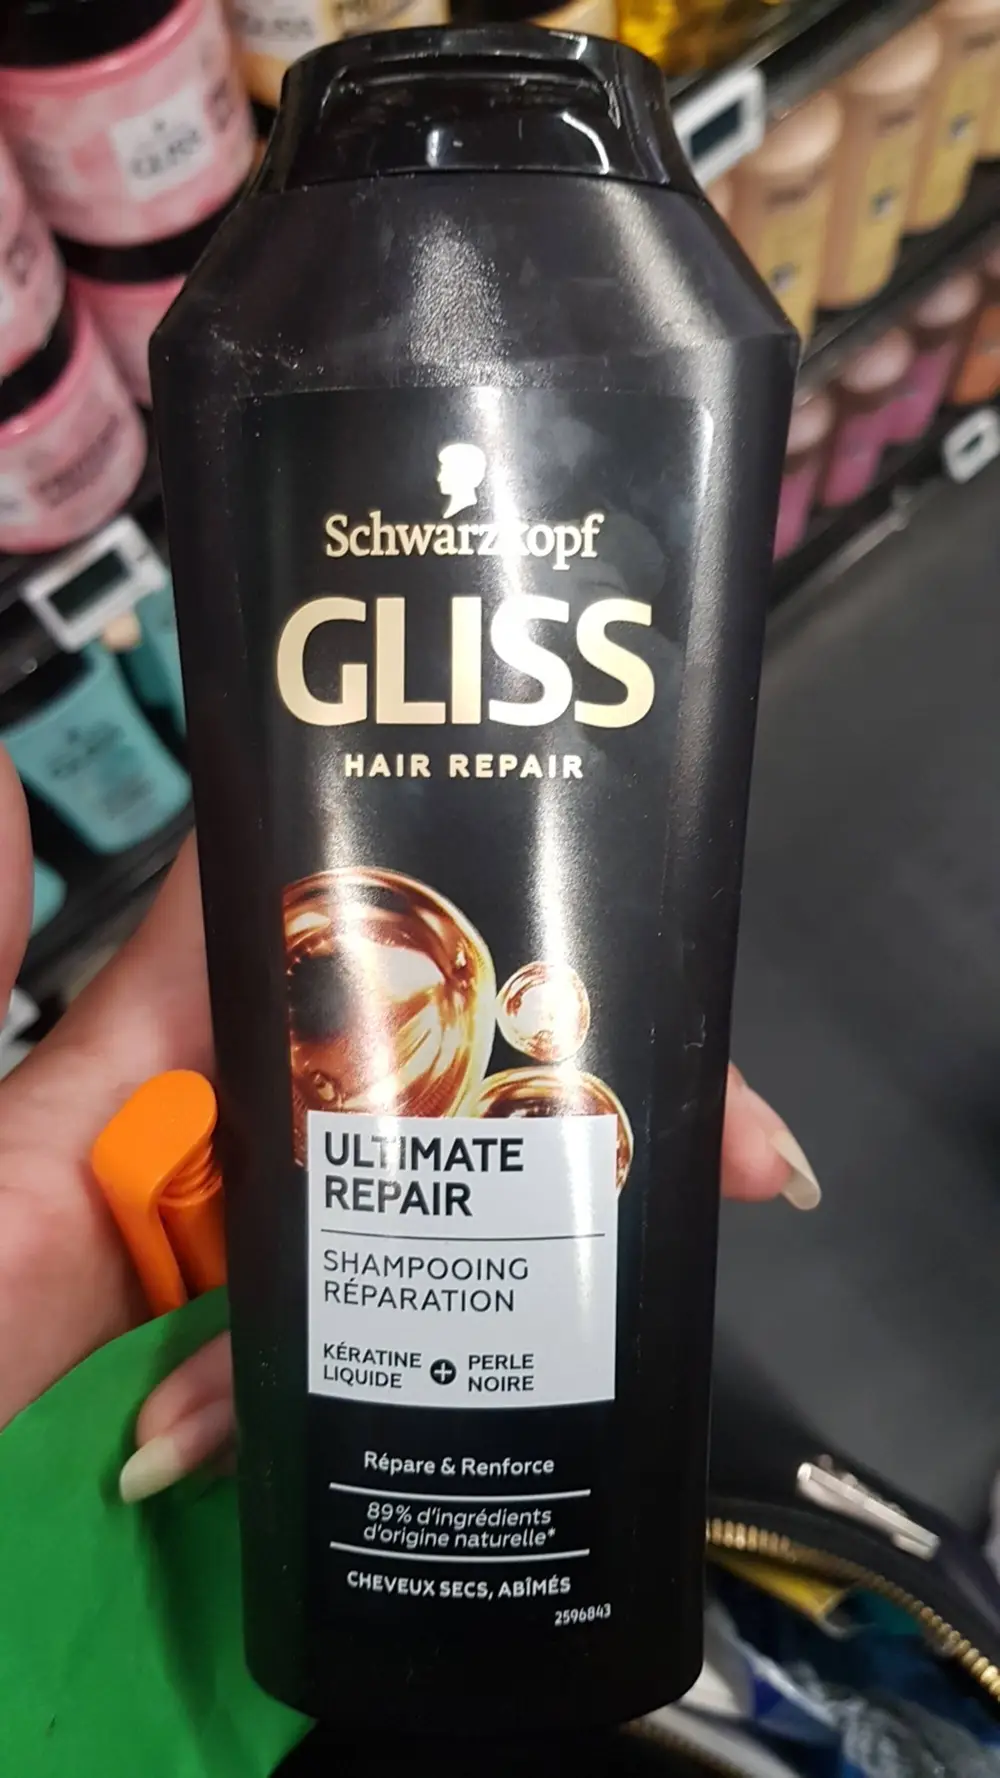 GLISS
Schwarzkopf
GLISS
HAIR REPAIR
ULTIMATE
REPAIR
SHAMPOOING
RÉPARATION
KÉRATINE + PERLE
LIQUIDE NOIRE
Répare & Renforce
89% d'ingrédients
d'origine naturelle*
CHEVEUX SECS, ABÎMÉS
2596843